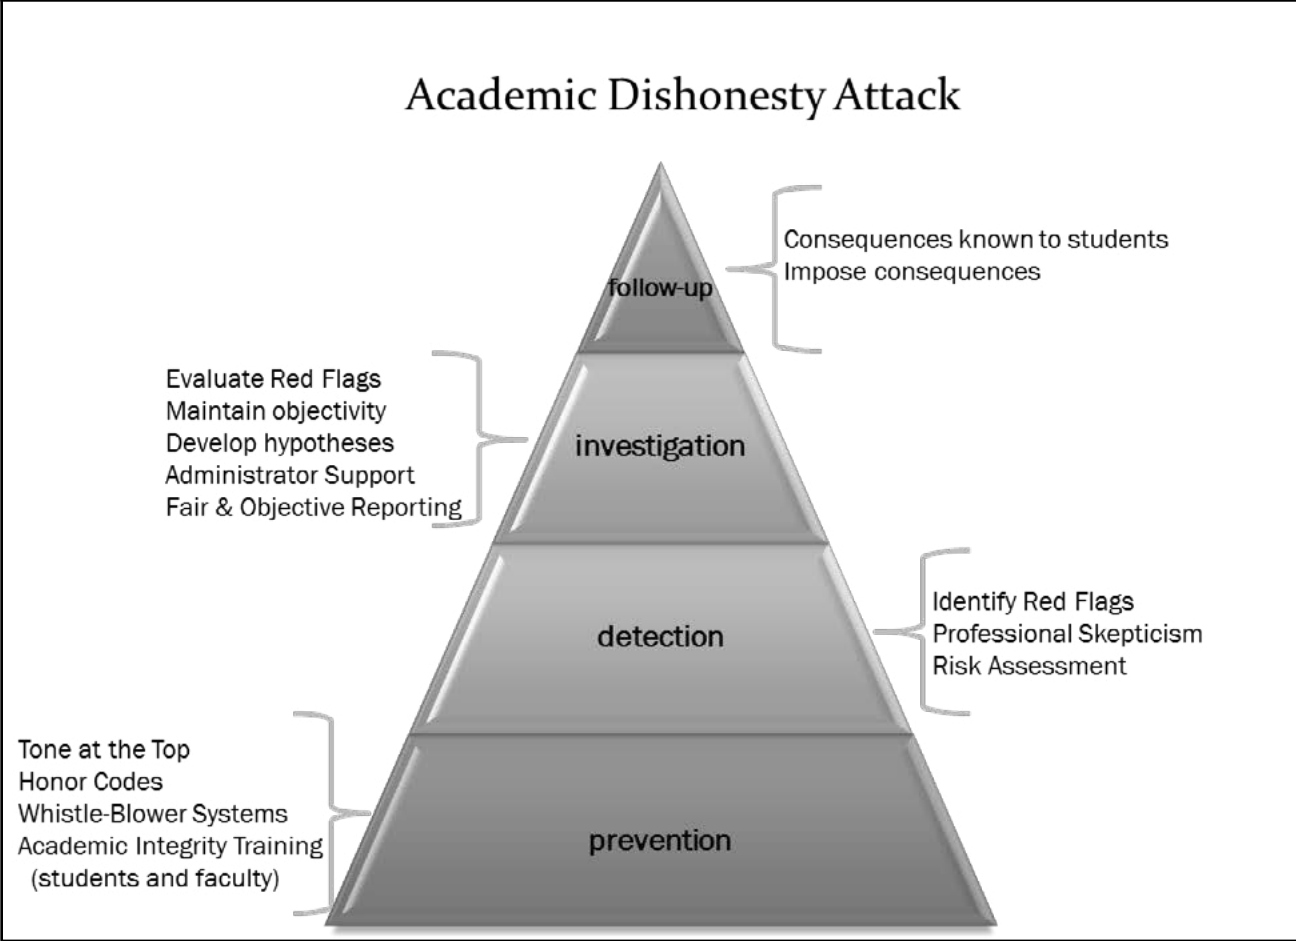 Academic Dishonesty Attack
Consequences known to students
Impose consequences
follow-up
Evaluate Red Flags
Maintain objectivity
Develop hypotheses
Administrator Support
Fair & Objective Reporting
investigation
Identify Red Flags
Professional Skepticism
Risk Assessment
detection
Tone at the Top
Honor Codes
Whistle-Blower Systems
Academic Integrity Training
(students and faculty)
prevention